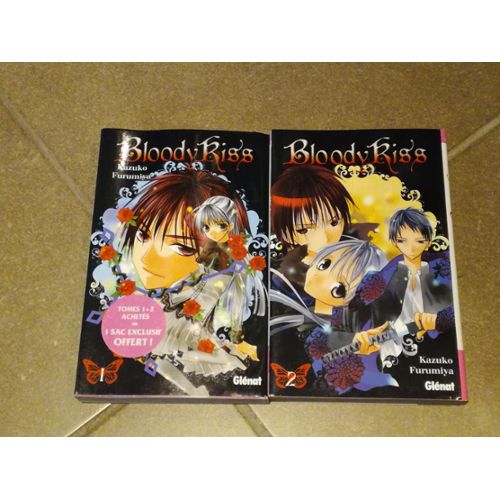 Bloody Kiss
Kazuko
Furumiya
TOMES 1+2
ACHETÉS
=
1 SAC EXCLUSIF
OFFERT !
1
Glénat
Bloody Kiss
Kazuko
Furumiya
2
Glénat